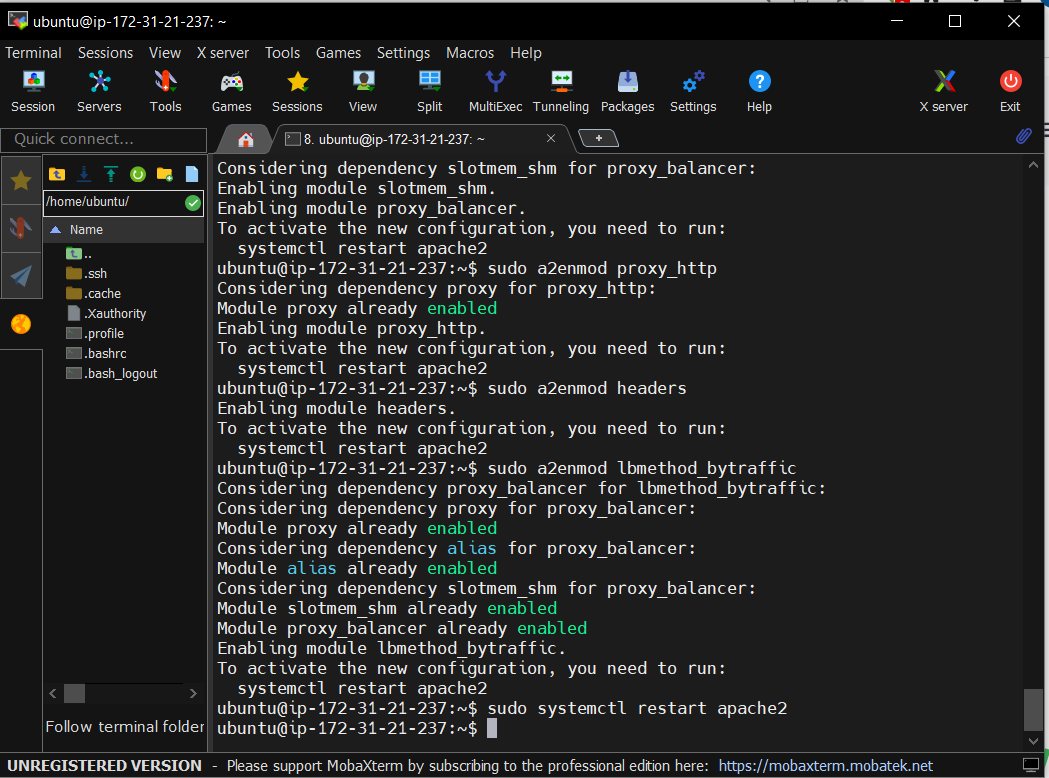 ubuntu@ip-172-31-21-237: ~
Terminal Sessions View X server Tools Games Settings Macros Help
Session Servers Tools Games Sessions View Split MultiExec Tunneling Packages Settings Help X server Exit
Quick connect...
8. ubuntu@ip-172-31-21-237: ~
/home/ubuntu/
Name
..
.ssh
.cache
.Xauthority
.profile
.bashrc
.bash_logout
Follow terminal folder
Considering dependency slotmem_shm for proxy_balancer:
Enabling module slotmem_shm.
Enabling module proxy_balancer.
To activate the new configuration, you need to run:
  systemctl restart apache2
ubuntu@ip-172-31-21-237:~$ sudo a2enmod proxy_http
Considering dependency proxy for proxy_http:
Module proxy already enabled
Enabling module proxy_http.
To activate the new configuration, you need to run:
  systemctl restart apache2
ubuntu@ip-172-31-21-237:~$ sudo a2enmod headers
Enabling module headers.
To activate the new configuration, you need to run:
  systemctl restart apache2
ubuntu@ip-172-31-21-237:~$ sudo a2enmod lbmethod_bytraffic
Considering dependency proxy_balancer for lbmethod_bytraffic:
Considering dependency proxy for proxy_balancer:
Module proxy already enabled
Considering dependency alias for proxy_balancer:
Module alias already enabled
Considering dependency slotmem_shm for proxy_balancer:
Module slotmem_shm already enabled
Module proxy_balancer already enabled
Enabling module lbmethod_bytraffic.
To activate the new configuration, you need to run:
  systemctl restart apache2
ubuntu@ip-172-31-21-237:~$ sudo systemctl restart apache2
ubuntu@ip-172-31-21-237:~$
UNREGISTERED VERSION - Please support MobaXterm by subscribing to the professional edition here: https://mobaxterm.mobatek.net